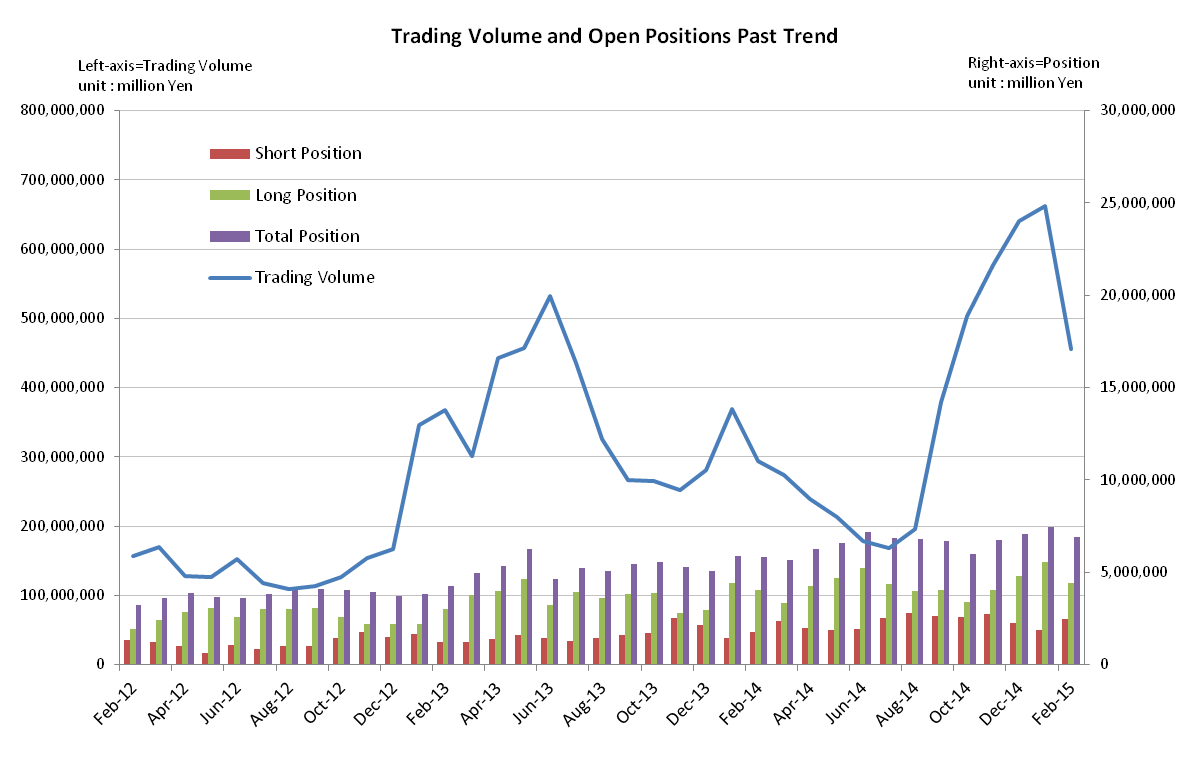 Trading Volume and Open Positions Past Trend
Left-axis=Trading Volume
unit : million Yen
Right-axis=Position
unit : million Yen
800,000,000
700,000,000
600,000,000
500,000,000
400,000,000
300,000,000
200,000,000
100,000,000
0
30,000,000
25,000,000
20,000,000
15,000,000
10,000,000
5,000,000
0
Short Position
Long Position
Total Position
Trading Volume
Feb-12
Apr-12
Jun-12
Aug-12
Oct-12
Dec-12
Feb-13
Apr-13
Jun-13
Aug-13
Oct-13
Dec-13
Feb-14
Apr-14
Jun-14
Aug-14
Oct-14
Dec-14
Feb-15